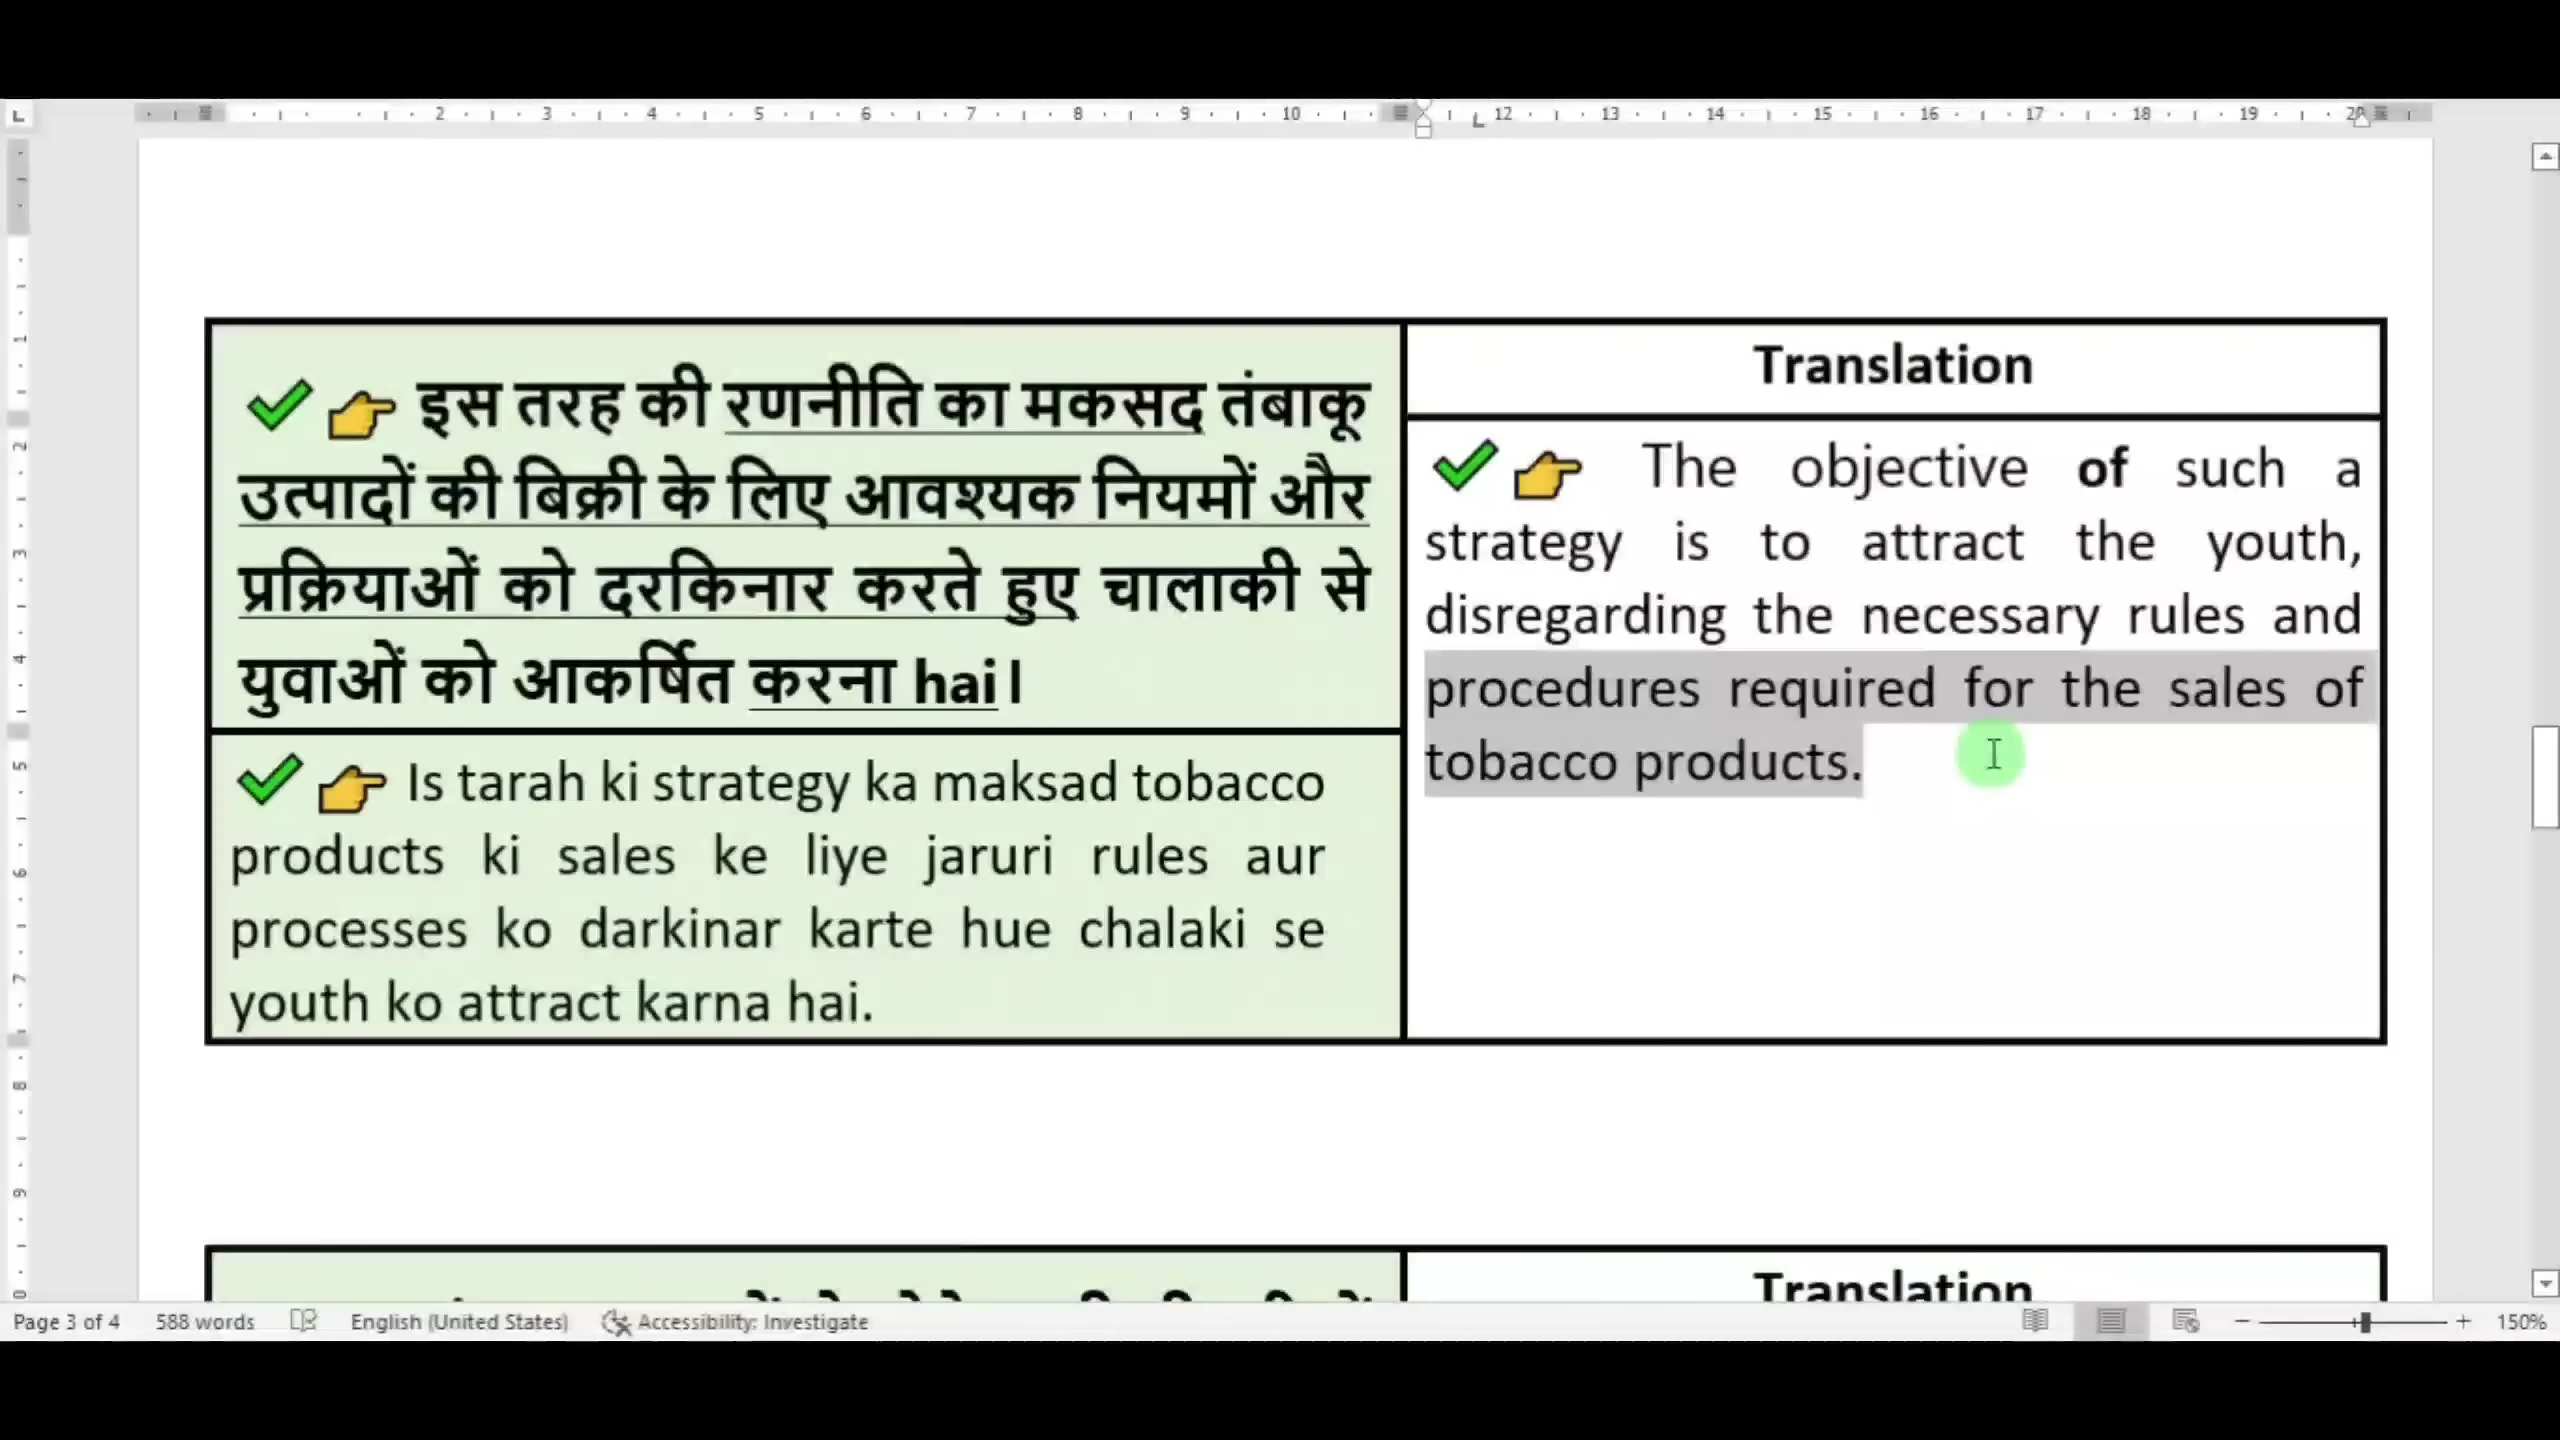 2 3 4 5 6 7 8 9 10 12 13 14 15 16 17 18 19 20
इस तरह की रणनीति का मकसद तंबाकू
उत्पादों की बिक्री के लिए आवश्यक नियमों और
प्रक्रियाओं को दरकिनार करते हुए चालाकी से
युवाओं को आकर्षित करना hai।
Is tarah ki strategy ka maksad tobacco
products ki sales ke liye jaruri rules aur
processes ko darkinar karte hue chalaki se
youth ko attract karna hai.
Translation
The objective of such a
strategy is to attract the youth,
disregarding the necessary rules and
procedures required for the sales of
tobacco products.
Translation
Page 3 of 4 588 words English (United States) Accessibility: Investigate 150%